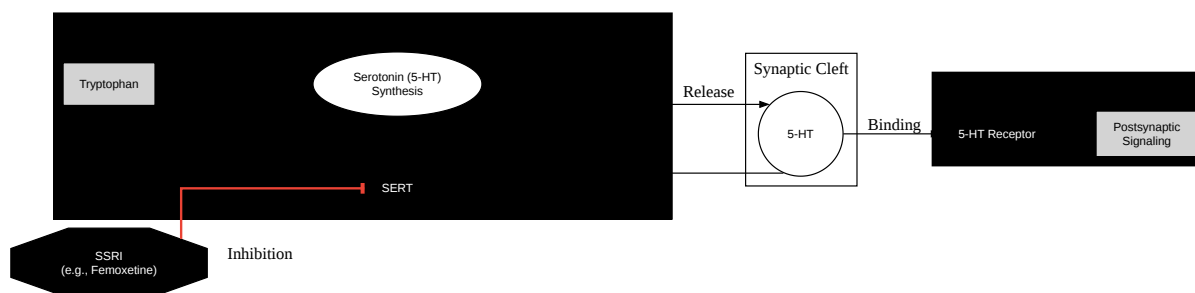 Tryptophan
Serotonin (5-HT)
Synthesis
SERT
SSRI
(e.g., Femoxetine)
Inhibition
Release
Synaptic Cleft
5-HT
Binding
5-HT Receptor
Postsynaptic
Signaling